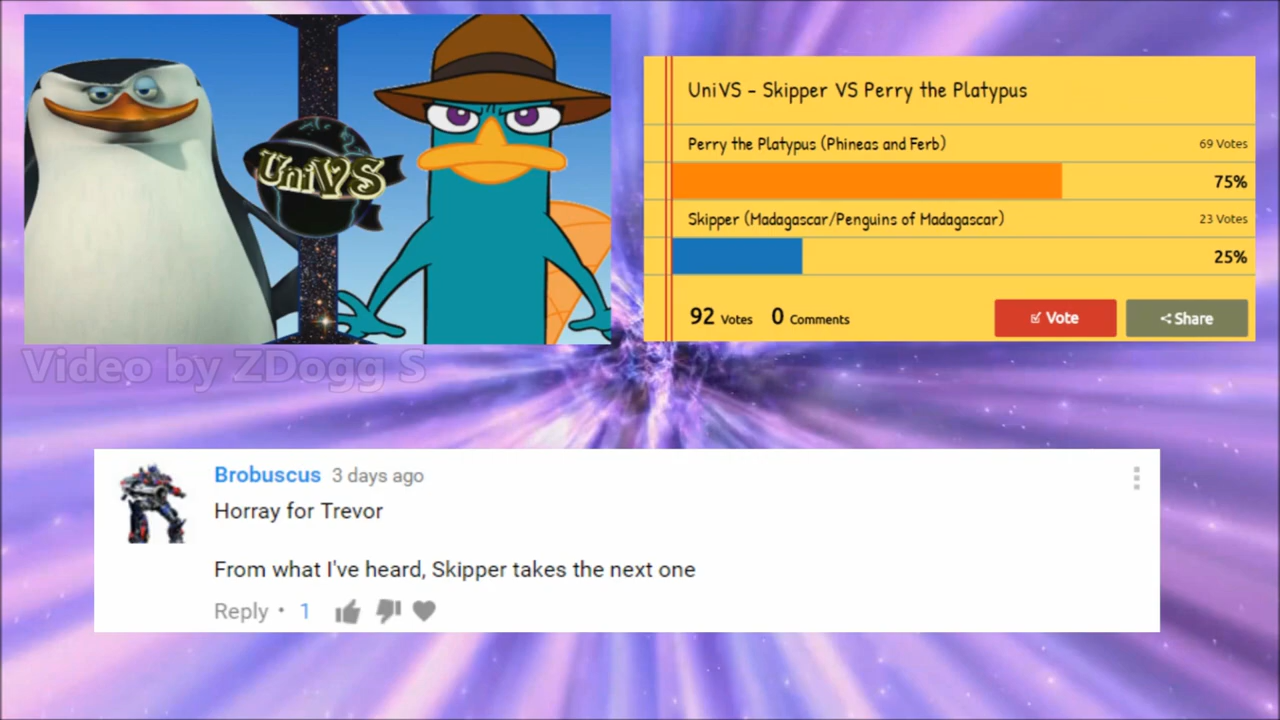 UniVS
UniVS - Skipper VS Perry the Platypus
Perry the Platypus (Phineas and Ferb) 69 Votes
75%
Skipper (Madagascar/Penguins of Madagascar) 23 Votes
25%
92 Votes 0 Comments Vote Share
Video by ZDogg S
Brobuscus 3 days ago
Horray for Trevor
From what I've heard, Skipper takes the next one
Reply • 1